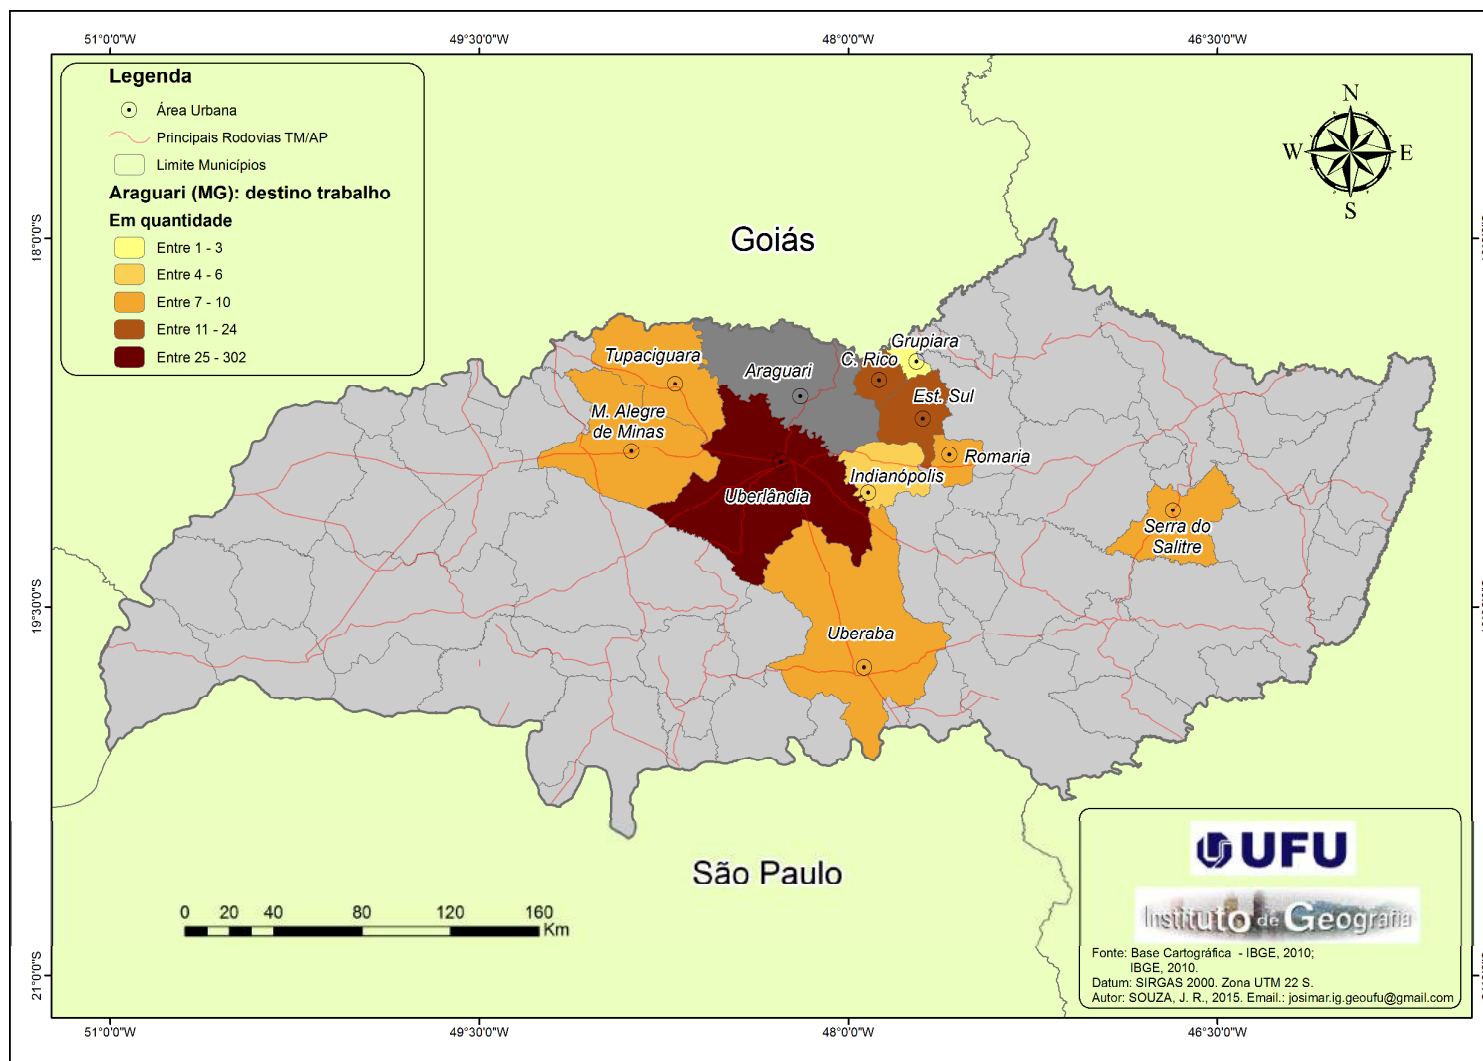 51°0'0"W
49°30'0"W
48°0'0"W
46°30'0"W
Legenda
Área Urbana
Principais Rodovias TM/AP
Limite Municípios
Araguari (MG): destino trabalho
Em quantidade
Entre 1 - 3
Entre 4 - 6
Entre 7 - 10
Entre 11 - 24
Entre 25 - 302
N
W
E
S
18°0'0"S
Goiás
Grupiara
Tupaciguara
C. Rico
Araguari
Est. Sul
M. Alegre
de Minas
Romaria
Indianópolis
Uberlândia
Serra do
Salitre
19°30'0"S
Uberaba
São Paulo
UFU
Instituto de Geografia
0 20 40 80 120 160
Km
Fonte: Base Cartográfica - IBGE, 2010;
IBGE, 2010.
Datum: SIRGAS 2000. Zona UTM 22 S.
Autor: SOUZA, J. R., 2015. Email.: josimar.ig.geoufu@gmail.com
21°0'0"S
51°0'0"W
49°30'0"W
48°0'0"W
46°30'0"W